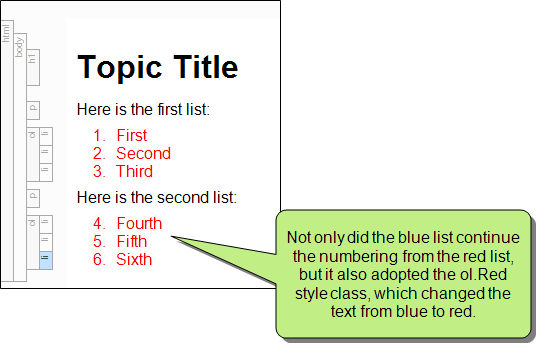 html
body
h1
Topic Title
p
Here is the first list:
ol
li
1. First
li
2. Second
li
3. Third
p
Here is the second list:
ol
li
4. Fourth
li
5. Fifth
li
6. Sixth
Not only did the blue list continue
the numbering from the red list,
but it also adopted the ol.Red
style class, which changed the
text from blue to red.